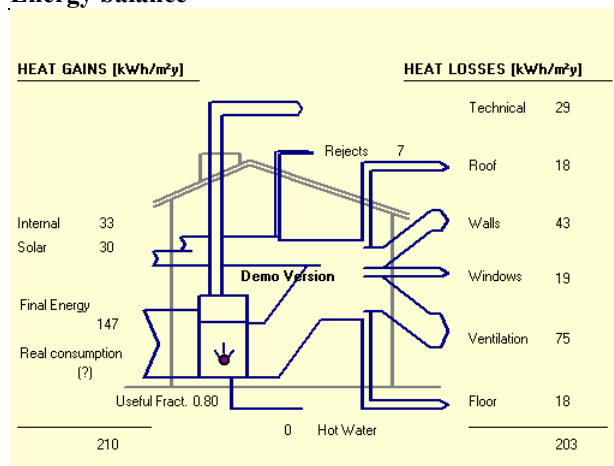 Energy balance
HEAT GAINS [kWh/m²y]
HEAT LOSSES [kWh/m²y]
Technical 29
Rejects 7
Roof 18
Internal 33
Walls 43
Solar 30
Demo Version
Windows 19
Final Energy
147
Ventilation 75
Real consumption
(?)
Useful Fract. 0.80
Floor 18
0 Hot Water
210
203